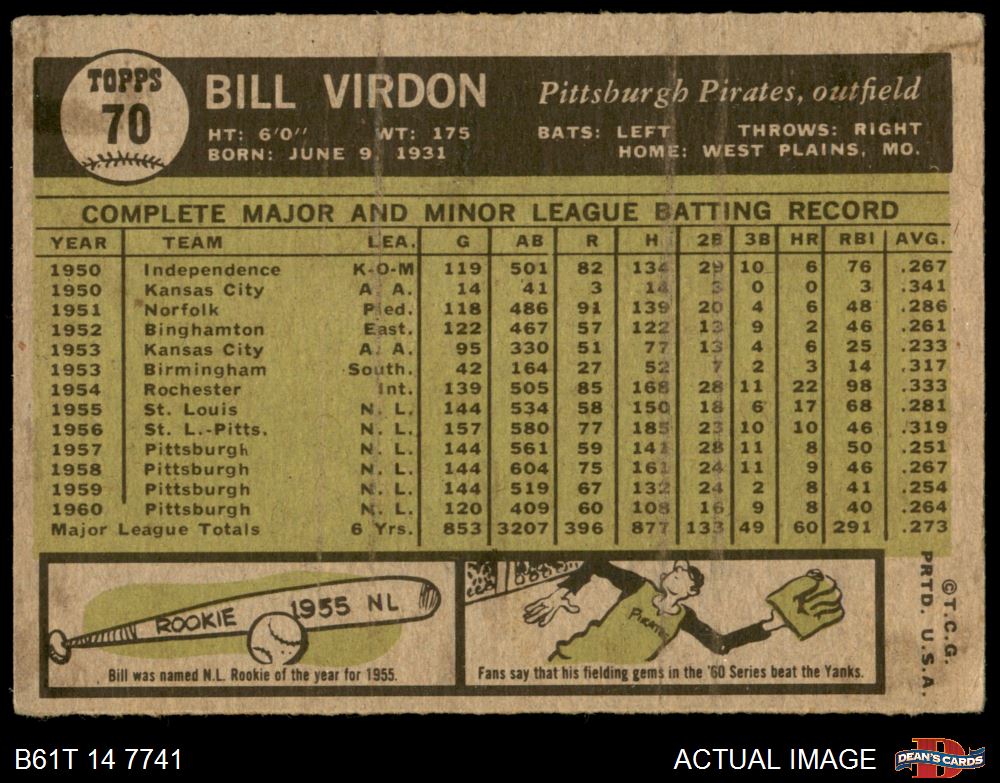 TOPPS
70
BILL VIRDON
Pittsburgh Pirates, outfield
HT: 6'0" WT: 175 BATS: LEFT THROWS: RIGHT
BORN: JUNE 9, 1931 HOME: WEST PLAINS, MO.
COMPLETE MAJOR AND MINOR LEAGUE BATTING RECORD
YEAR TEAM LEA. G AB R H 2B 3B HR RBI AVG.
1950 Independence K-O-M 119 501 82 134 29 10 6 76 .267
1950 Kansas City A. A. 14 41 3 14 3 0 0 3 .341
1951 Norfolk Pied. 118 486 91 139 20 4 6 48 .286
1952 Binghamton East. 122 467 57 122 13 9 2 46 .261
1953 Kansas City A. A. 95 330 51 77 13 4 6 25 .233
1953 Birmingham South. 42 164 27 52 7 2 3 14 .317
1954 Rochester Int. 139 505 85 168 28 11 22 98 .333
1955 St. Louis N. L. 144 534 58 150 18 6 17 68 .281
1956 St. L.-Pitts. N. L. 157 580 77 185 23 10 10 46 .319
1957 Pittsburgh N. L. 144 561 59 141 28 11 8 50 .251
1958 Pittsburgh N. L. 144 604 75 161 24 11 9 46 .267
1959 Pittsburgh N. L. 144 519 67 132 24 2 8 41 .254
1960 Pittsburgh N. L. 120 409 60 108 16 9 8 40 .264
Major League Totals 6 Yrs. 853 3207 396 877 133 49 60 291 .273
ROOKIE 1955 NL
Bill was named N.L. Rookie of the year for 1955.
PIRATES
Fans say that his fielding gems in the '60 Series beat the Yanks.
©T.C.G.
PRTD. U.S.A.
B61T 14 7741
ACTUAL IMAGE
DEAN'S CARDS